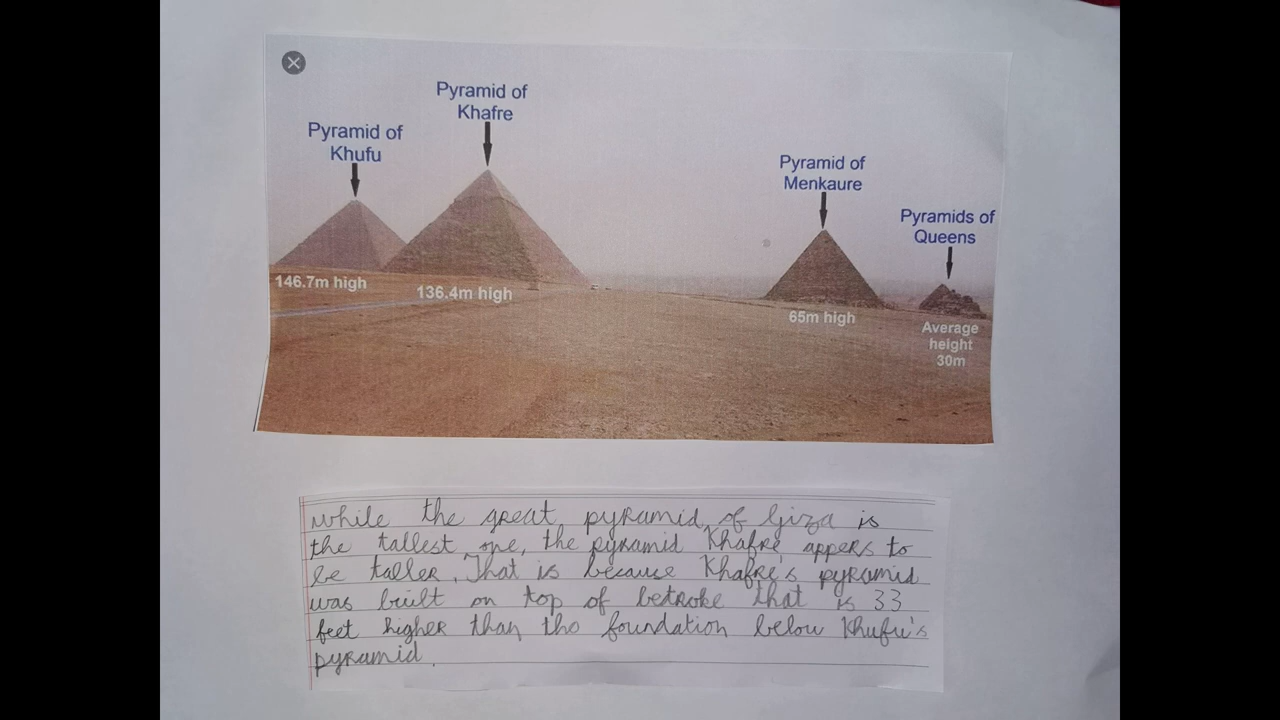 Pyramid of
Khafre
Pyramid of
Khufu
Pyramid of
Menkaure
Pyramids of
Queens
146.7m high
136.4m high
65m high
Average
height
30m
while the great pyramid of Giza is
the tallest one, the pyramid Khafre appers to
be taller. That is because Khafre's pyramid
was built on top of bedroke that is 33
feet higher than the foundation below Khufu's
pyramid.